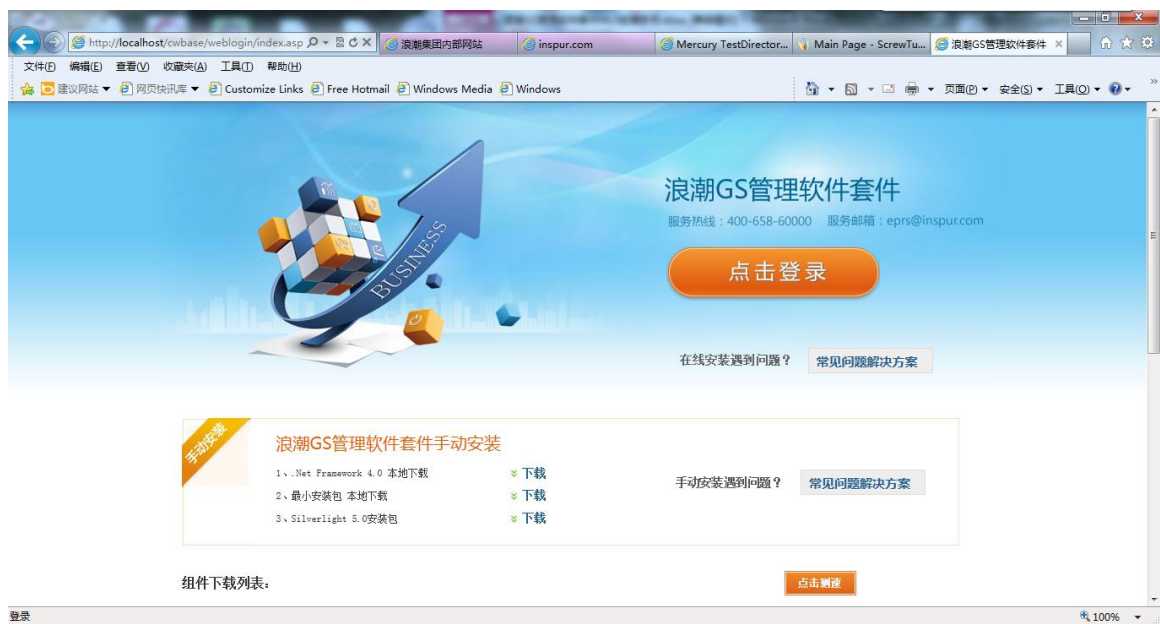 http://localhost/cwbase/weblogin/index.asp
浪潮集团内部网站
inspur.com
Mercury TestDirector...
Main Page - ScrewTu...
浪潮GS管理软件套件
文件(F) 编辑(E) 查看(V) 收藏夹(A) 工具(T) 帮助(H)
建议网站 网页快讯库 Customize Links Free Hotmail Windows Media Windows
页面(P) 安全(S) 工具(O)
BUSINESS
浪潮GS管理软件套件
服务热线：400-658-60000 服务邮箱：eprs@inspur.com
点击登录
在线安装遇到问题？ 常见问题解决方案
手动安装
浪潮GS管理软件套件手动安装
1、.Net Framework 4.0 本地下载 下载
2、最小安装包 本地下载 下载
3、Silverlight 5.0安装包 下载
手动安装遇到问题？ 常见问题解决方案
组件下载列表：
点击测速
登录
100%